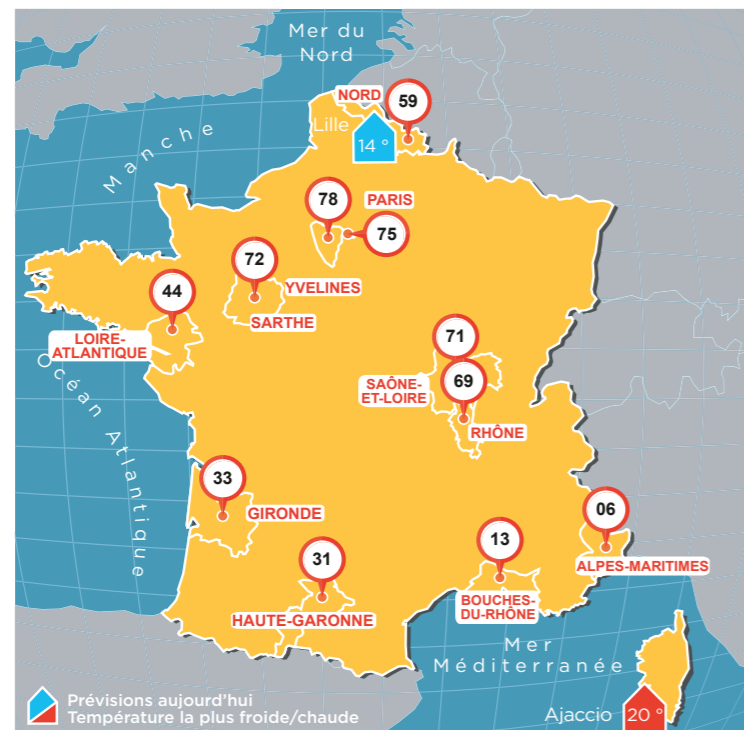 Mer du
Nord
NORD
59
Lille
14 °
Manche
78
PARIS
75
72
YVELINES
44
SARTHE
LOIRE-
ATLANTIQUE
71
Océan Atlantique
69
SAÔNE-
ET-LOIRE
RHÔNE
33
GIRONDE
06
13
31
ALPES-MARITIMES
BOUCHES-
DU-RHÔNE
HAUTE-GARONNE
Mer
Méditerranée
Prévisions aujourd'hui
Température la plus froide/chaude
Ajaccio
20 °